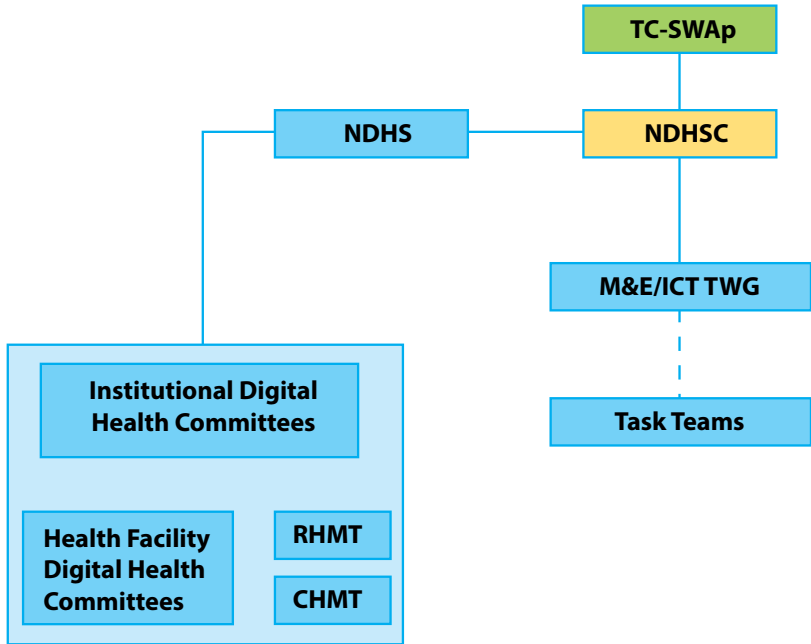 TC-SWAp
NDHS
NDHSC
M&E/ICT TWG
Task Teams
Institutional Digital
Health Committees
Health Facility
Digital Health
Committees
RHMT
CHMT